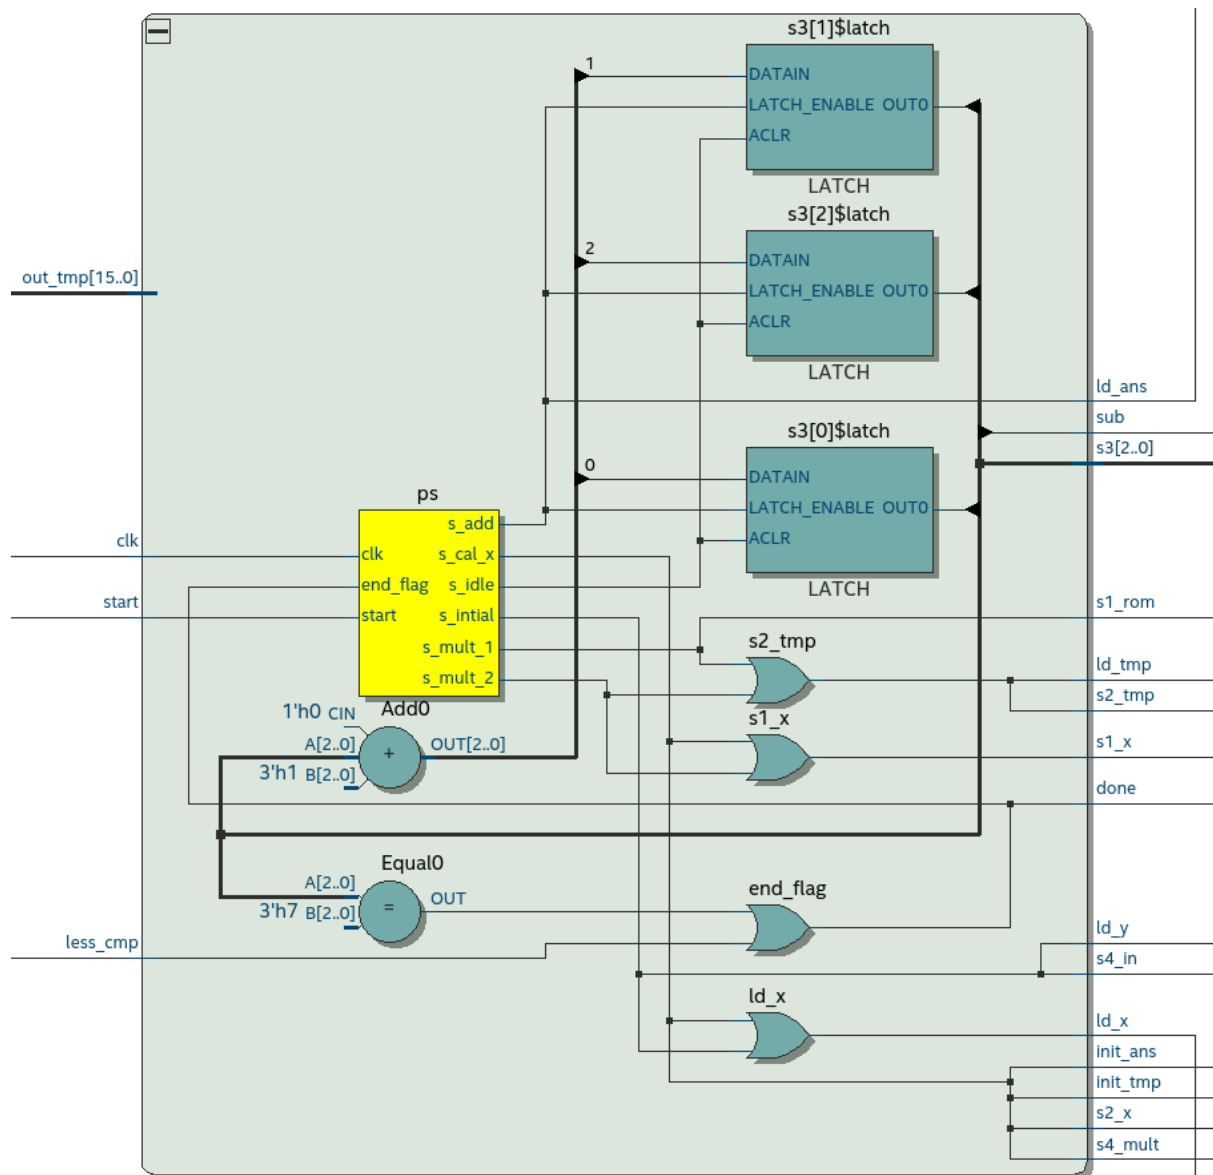 s3[1]$latch
1
DATAIN
LATCH_ENABLE OUT0
ACLR
LATCH
s3[2]$latch
2
DATAIN
out_tmp[15..0]
LATCH_ENABLE OUT0
ACLR
LATCH
ld_ans
sub
s3[0]$latch
s3[2..0]
0
DATAIN
ps
LATCH_ENABLE OUT0
s_add
clk
clk
s_cal_x
ACLR
end_flag
s_idle
LATCH
start
start
s_intial
s1_rom
s_mult_1
s2_tmp
s_mult_2
ld_tmp
s2_tmp
Add0
1'h0 CIN
s1_x
A[2..0]
+
OUT[2..0]
s1_x
3'h1 B[2..0]
done
Equal0
A[2..0]
=
OUT
end_flag
3'h7 B[2..0]
less_cmp
ld_y
s4_in
ld_x
ld_x
init_ans
init_tmp
s2_x
s4_mult